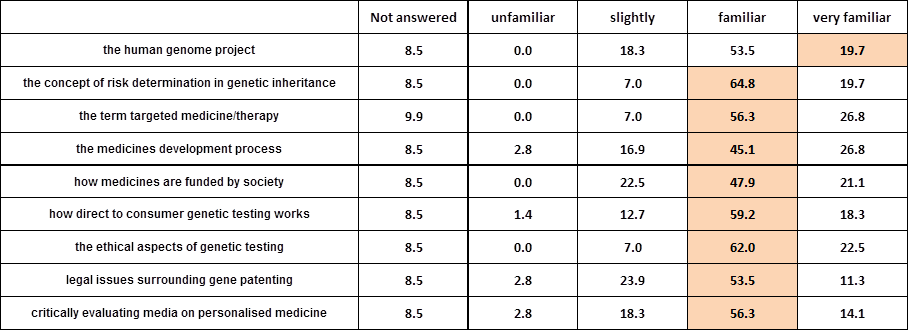 Not answered unfamiliar slightly familiar very familiar
the human genome project 8.5 0.0 18.3 53.5 19.7
the concept of risk determination in genetic inheritance 8.5 0.0 7.0 64.8 19.7
the term targeted medicine/therapy 9.9 0.0 7.0 56.3 26.8
the medicines development process 8.5 2.8 16.9 45.1 26.8
how medicines are funded by society 8.5 0.0 22.5 47.9 21.1
how direct to consumer genetic testing works 8.5 1.4 12.7 59.2 18.3
the ethical aspects of genetic testing 8.5 0.0 7.0 62.0 22.5
legal issues surrounding gene patenting 8.5 2.8 23.9 53.5 11.3
critically evaluating media on personalised medicine 8.5 2.8 18.3 56.3 14.1